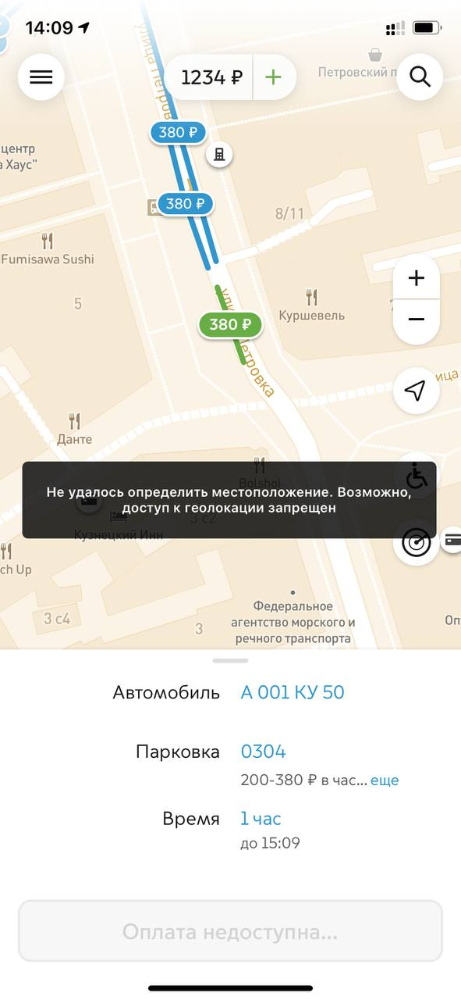 14:09
1234 ₽ +
Петровский п
улица Петров
380 ₽
центр
а Хаус"
380 ₽
8/11
Fumisawa Sushi
5
Куршевель
380 ₽
Петровка
ица
Данте
Bolshoi
Не удалось определить местоположение. Возможно,
доступ к геолокации запрещен
3 с2
Кузнецкий Инн
ch Up
Федеральное
агентство морского и
речного транспорта
3 с4
3
Оп
Автомобиль А 001 КУ 50
Парковка 0304
200-380 ₽ в час... еще
Время 1 час
до 15:09
Оплата недоступна...